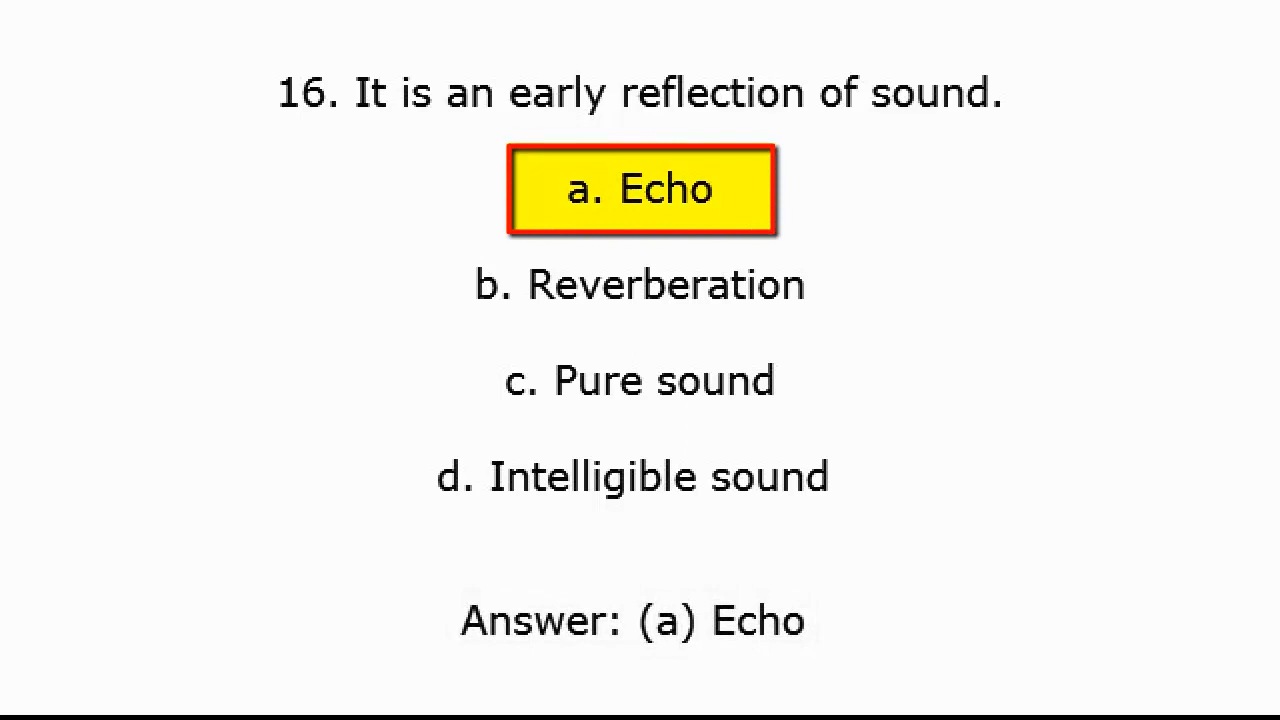 16. It is an early reflection of sound.
a. Echo
b. Reverberation
c. Pure sound
d. Intelligible sound
Answer: (a) Echo